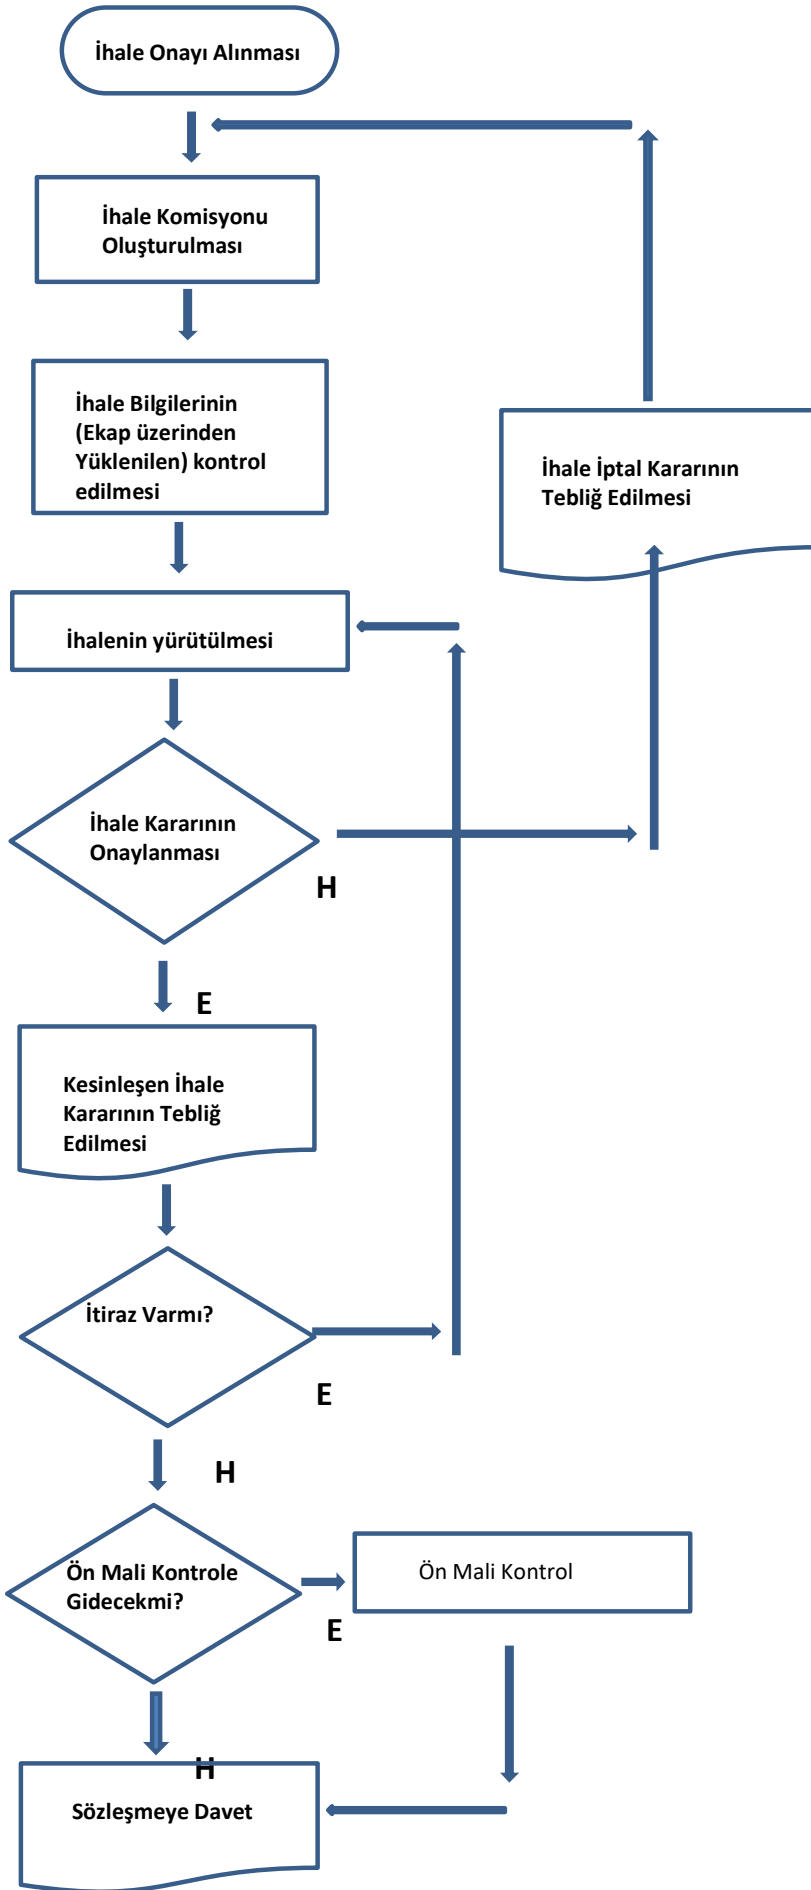 İhale Onayı Alınması
İhale Komisyonu
Oluşturulması
İhale Bilgilerinin
(Ekap üzerinden
Yüklenilen) kontrol
edilmesi
İhale İptal Kararının
Tebliğ Edilmesi
İhalenin yürütülmesi
İhale Kararının
Onaylanması
H
E
Kesinleşen İhale
Kararının Tebliğ
Edilmesi
İtiraz Varmı?
E
H
Ön Mali Kontrole
Gidecekmi?
Ön Mali Kontrol
E
H
Sözleşmeye Davet